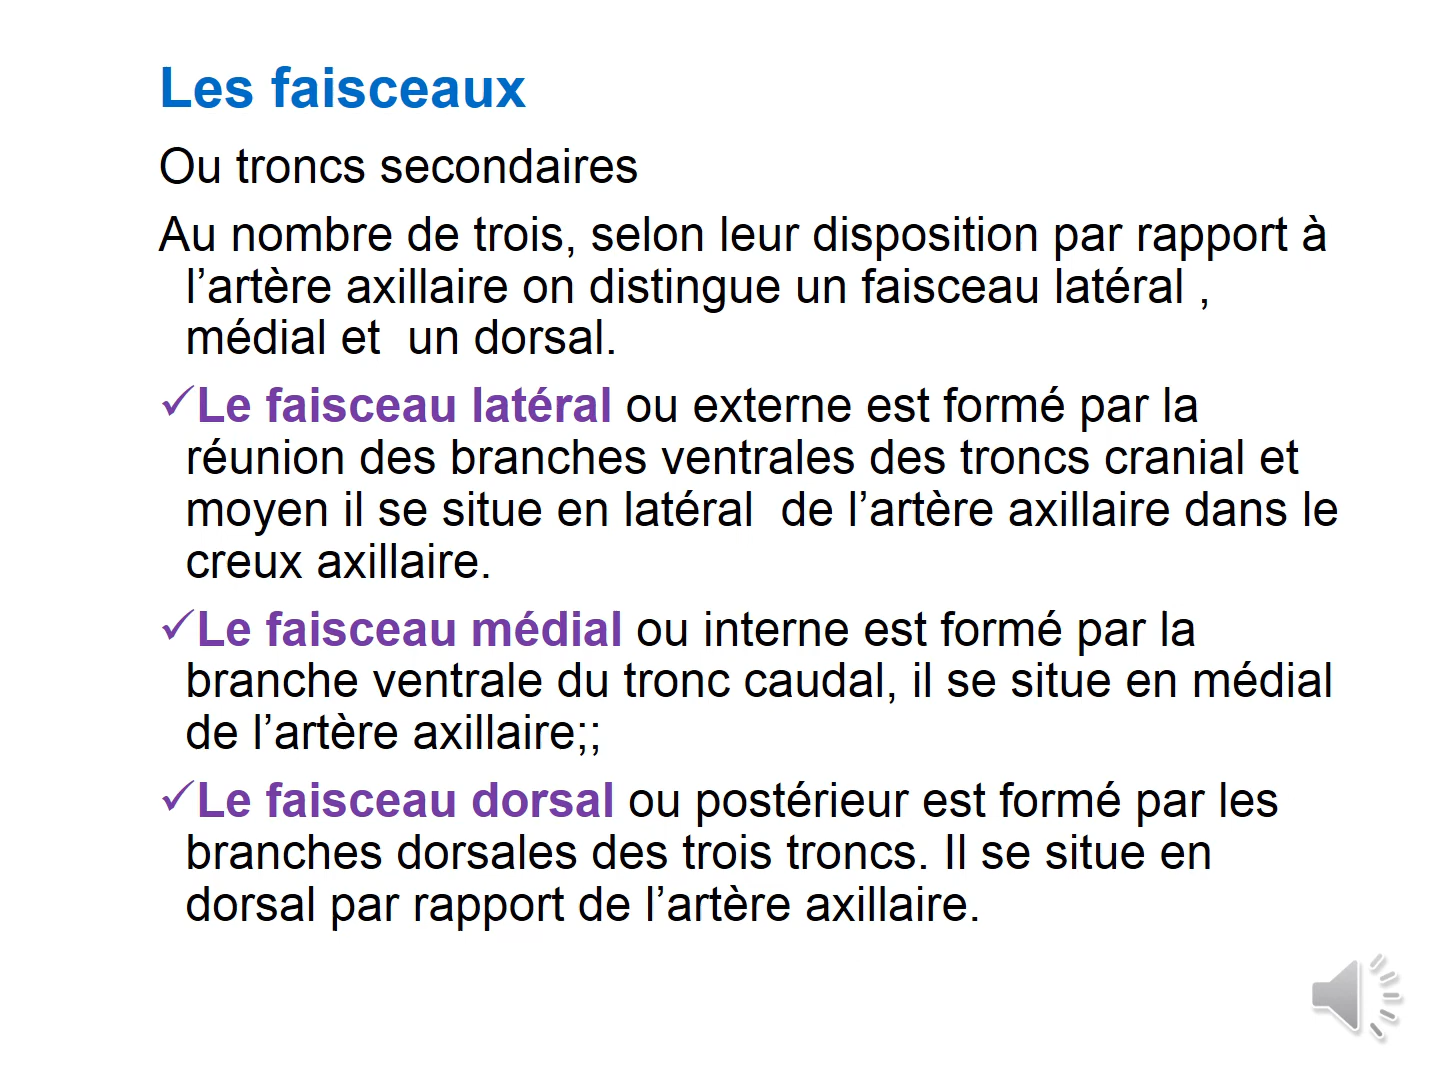 Les faisceaux
Ou troncs secondaires
Au nombre de trois, selon leur disposition par rapport à
l’artère axillaire on distingue un faisceau latéral ,
médial et  un dorsal.
✓Le faisceau latéral ou externe est formé par la
réunion des branches ventrales des troncs cranial et
moyen il se situe en latéral  de l’artère axillaire dans le
creux axillaire.
✓Le faisceau médial ou interne est formé par la
branche ventrale du tronc caudal, il se situe en médial
de l’artère axillaire;;
✓Le faisceau dorsal ou postérieur est formé par les
branches dorsales des trois troncs. Il se situe en
dorsal par rapport de l’artère axillaire.